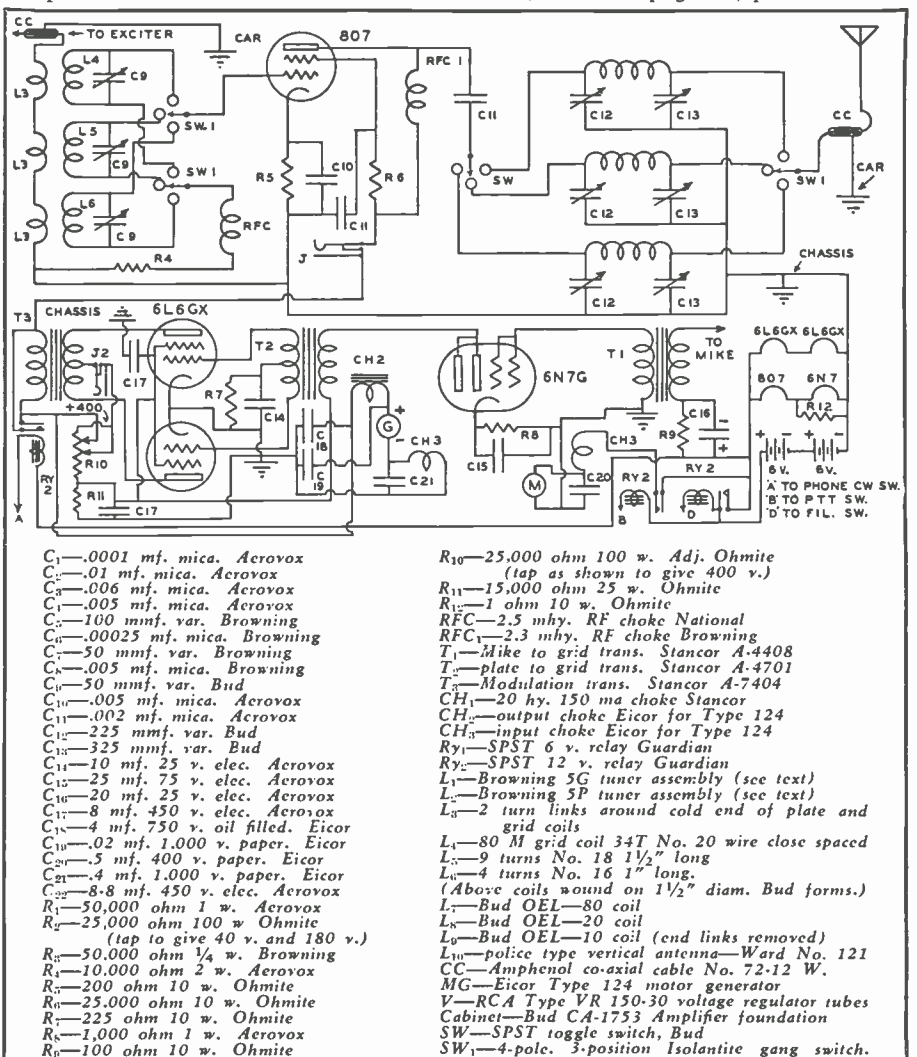 CC
TO EXCITER
CAR
807
L4
C9
L3
SW.1
L5
C9
L3
SW1
L6
C9
L3
RFC
R4
R5
C10
C11
R6
J
RFC 1
C11
SW
C12
C13
C12
C13
C12
C13
SW1
CC
CAR
CHASSIS
T3
CHASSIS
6L6GX
J2
+400
C17
R10
R11
C17
RY
2
A
R7
T2
C14
C
18
C
19
CH2
+
G
-
CH3
C21
6N7G
C15
R8
M
T1
TO
MIKE
CH3
C20
R9
C16
-
+
RY2
B
RY 2
D
6L6GX 6L6GX
807
6N7
R12
+ - + -
6V. 6V.
'A' TO PHONE CW SW.
'B' TO PTT SW.
'D' TO FIL. SW.
C1—.0001 mf. mica. Aerovox
C2—.01 mf. mica. Aerovox
C3—.006 mf. mica. Aerovox
C4—.005 mf. mica. Aerovox
C5—100 mmf. var. Browning
C6—.00025 mf. mica. Browning
C7—50 mmf. var. Browning
C8—.005 mf. mica. Browning
C9—50 mmf. var. Bud
C10—.005 mf. mica. Aerovox
C11—.002 mf. mica. Aerovox
C12—225 mmf. var. Bud
C13—325 mmf. var. Bud
C14—10 mf. 25 v. elec. Aerovox
C15—25 mf. 75 v. elec. Aerovox
C16—20 mf. 25 v. elec. Aerovox
C17—8 mf. 450 v. elec. Aerovox
C18—4 mf. 750 v. oil filled. Eicor
C19—.02 mf. 1.000 v. paper. Eicor
C20—.5 mf. 400 v. paper. Eicor
C21—.4 mf. 1.000 v. paper. Eicor
C22—8-8 mf. 450 v. elec. Aerovox
R1—50,000 ohm 1 w. Aerovox
R2—25,000 ohm 100 w Ohmite
(tap to give 40 v. and 180 v.)
R3—50.000 ohm ¼ w. Browning
R4—10.000 ohm 2 w. Aerovox
R5—200 ohm 10 w. Ohmite
R6—25.000 ohm 10 w. Ohmite
R7—225 ohm 10 w. Ohmite
R8—1,000 ohm 1 w. Aerovox
R9—100 ohm 10 w. Ohmite
R10—25,000 ohm 100 w. Adj. Ohmite
(tap as shown to give 400 v.)
R11—15,000 ohm 25 w. Ohmite
R12—1 ohm 10 w. Ohmite
RFC—2.5 mhy. RF choke National
RFC1—2.3 mhy. RF choke Browning
T1—Mike to grid trans. Stancor A-4408
T2—plate to grid trans. Stancor A-4701
T3—Modulation trans. Stancor A-7404
CH1—20 hy. 150 ma choke Stancor
CH2—output choke Eicor for Type 124
CH3—input choke Eicor for Type 124
Ry1—SPST 6 v. relay Guardian
Ry2—SPST 12 v. relay Guardian
L1—Browning 5G tuner assembly (see text)
L2—Browning 5P tuner assembly (see text)
L3—2 turn links around cold end of plate and
grid coils
L4—80 M grid coil 34T No. 20 wire close spaced
L5—9 turns No. 18 1½" long
L6—4 turns No. 16 1" long.
(Above coils wound on 1½" diam. Bud forms.)
L7—Bud OEL—80 coil
L8—Bud OEL—20 coil
L9—Bud OEL—10 coil (end links removed)
L10—police type vertical antenna—Ward No. 121
CC—Amphenol co-axial cable No. 72-12 W.
MG—Eicor Type 124 motor generator
V—RCA Type VR 150-30 voltage regulator tubes
Cabinet—Bud CA-1753 Amplifier foundation
SW—SPST toggle switch, Bud
SW1—4-pole. 3-position Isolantite gang switch.